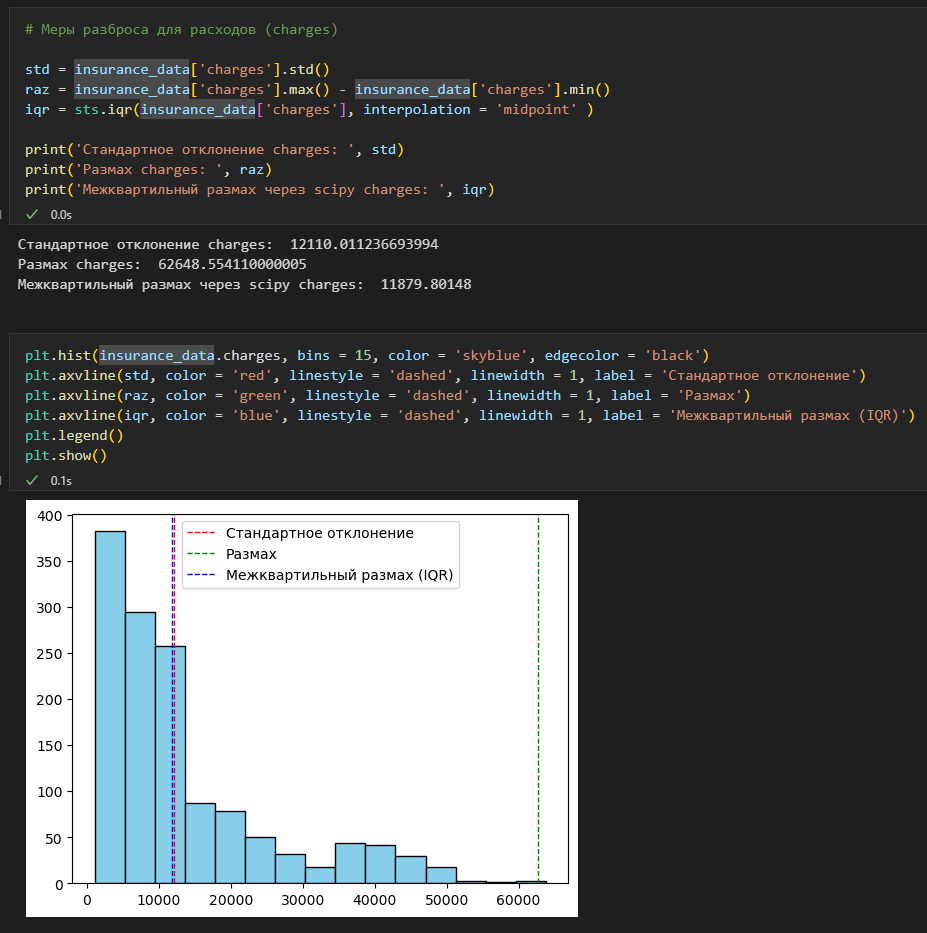 # Меры разброса для расходов (charges)
std = insurance_data['charges'].std()
raz = insurance_data['charges'].max() - insurance_data['charges'].min()
iqr = sts.iqr(insurance_data['charges'], interpolation = 'midpoint' )
print('Стандартное отклонение charges: ', std)
print('Размах charges: ', raz)
print('Межквартильный размах через scipy charges: ', iqr)
0.0s
Стандартное отклонение charges:  12110.011236693994
Размах charges:  62648.554110000005
Межквартильный размах через scipy charges:  11879.80148
plt.hist(insurance_data.charges, bins = 15, color = 'skyblue', edgecolor = 'black')
plt.axvline(std, color = 'red', linestyle = 'dashed', linewidth = 1, label = 'Стандартное отклонение')
plt.axvline(raz, color = 'green', linestyle = 'dashed', linewidth = 1, label = 'Размах')
plt.axvline(iqr, color = 'blue', linestyle = 'dashed', linewidth = 1, label = 'Межквартильный размах (IQR)')
plt.legend()
plt.show()
0.1s
Стандартное отклонение
Размах
Межквартильный размах (IQR)
400
350
300
250
200
150
100
50
0
0 10000 20000 30000 40000 50000 60000